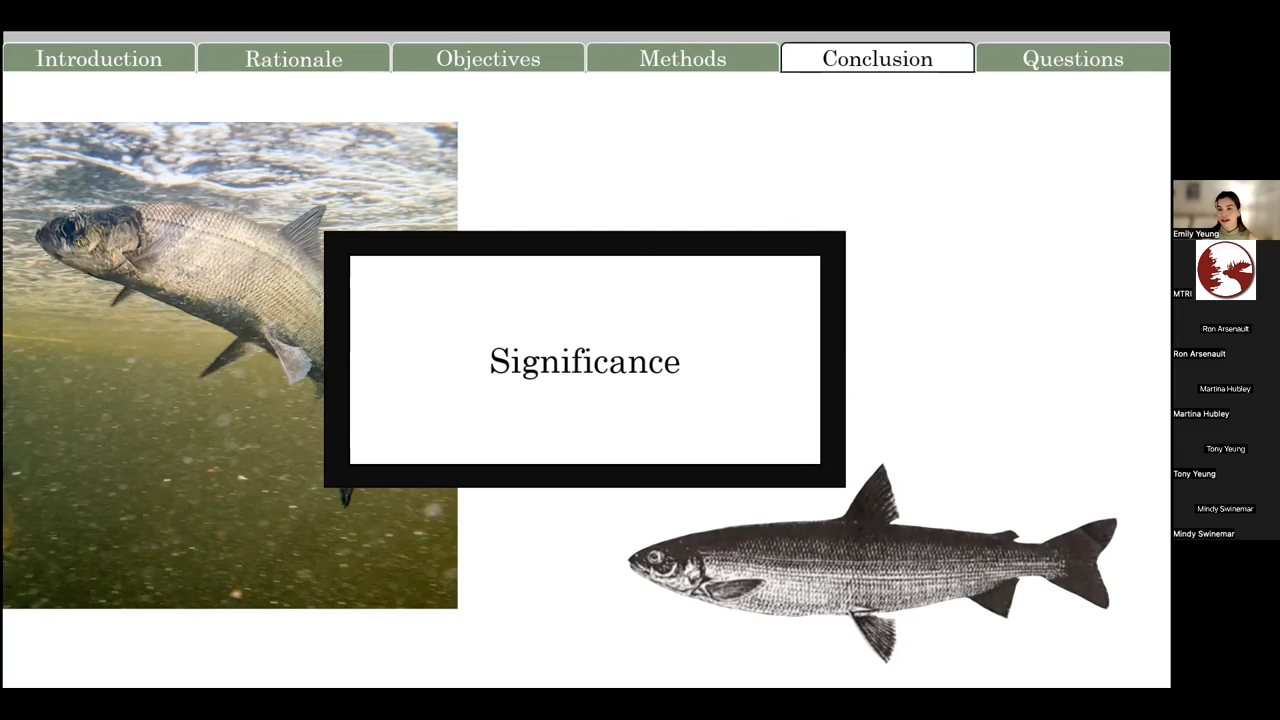 Introduction
Rationale
Objectives
Methods
Conclusion
Questions
Significance
Emily Yeung
MTRI
Ron Arsenault
Ron Arsenault
Martina Hubley
Martina Hubley
Tony Yeung
Tony Yeung
Mindy Swinemar
Mindy Swinemar